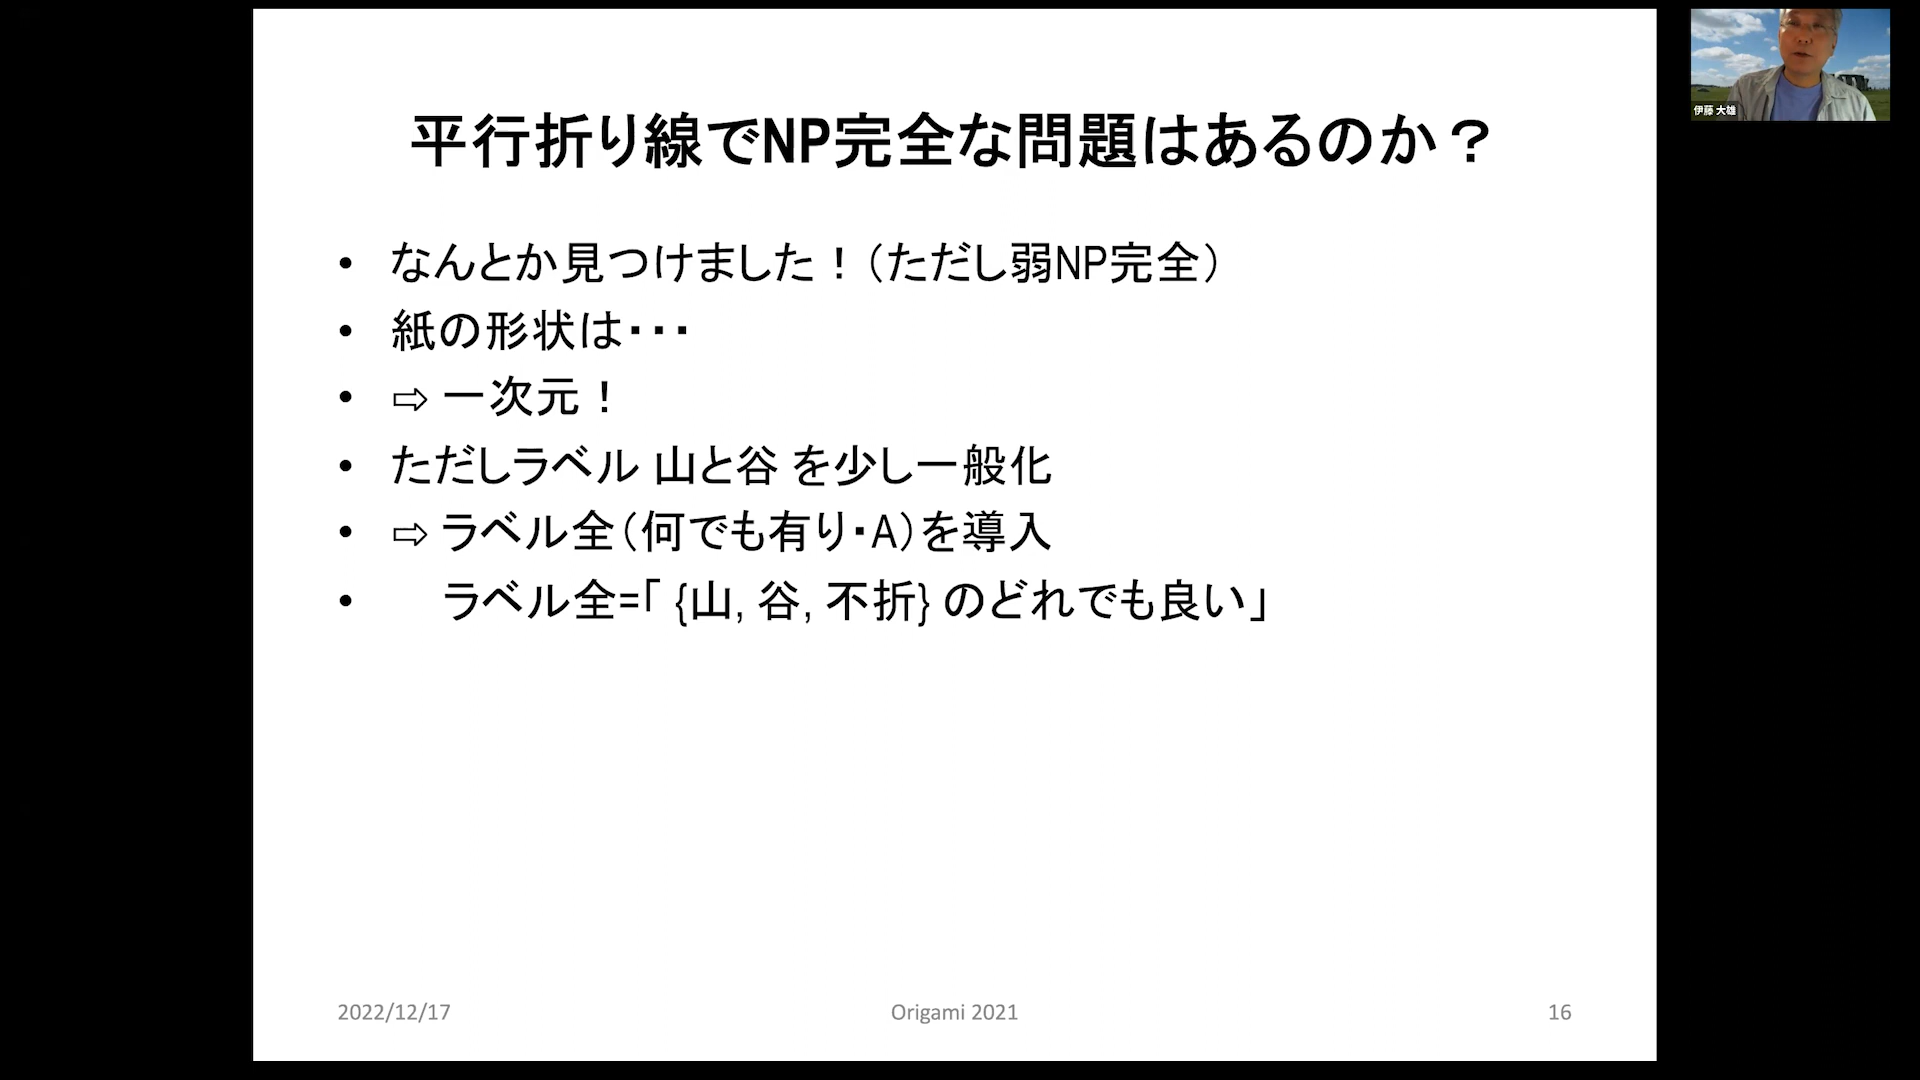 平行折り線でNP完全な問題はあるのか？
• なんとか見つけました！（ただし弱NP完全）
• 紙の形状は・・・
• ⇨ 一次元！
• ただしラベル 山と谷 を少し一般化
• ⇨ ラベル全（何でも有り・A）を導入
• ラベル全=「 {山, 谷, 不折} のどれでも良い」
2022/12/17
Origami 2021
16
伊藤 大雄